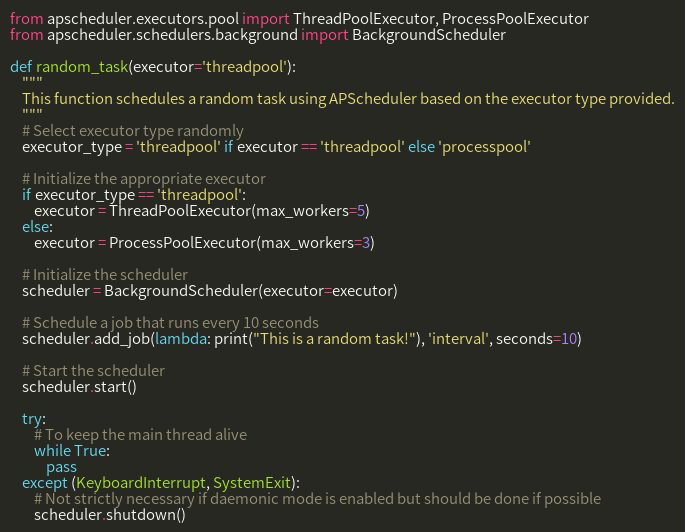 from apscheduler.executors.pool import ThreadPoolExecutor, ProcessPoolExecutor
from apscheduler.schedulers.background import BackgroundScheduler

def random_task(executor='threadpool'):
    """
    This function schedules a random task using APScheduler based on the executor type provided.
    """
    # Select executor type randomly
    executor_type = 'threadpool' if executor == 'threadpool' else 'processpool'

    # Initialize the appropriate executor
    if executor_type == 'threadpool':
        executor = ThreadPoolExecutor(max_workers=5)
    else:
        executor = ProcessPoolExecutor(max_workers=3)

    # Initialize the scheduler
    scheduler = BackgroundScheduler(executor=executor)

    # Schedule a job that runs every 10 seconds
    scheduler.add_job(lambda: print("This is a random task!"), 'interval', seconds=10)

    # Start the scheduler
    scheduler.start()

    try:
        # To keep the main thread alive
        while True:
            pass
    except (KeyboardInterrupt, SystemExit):
        # Not strictly necessary if daemonic mode is enabled but should be done if possible
        scheduler.shutdown()